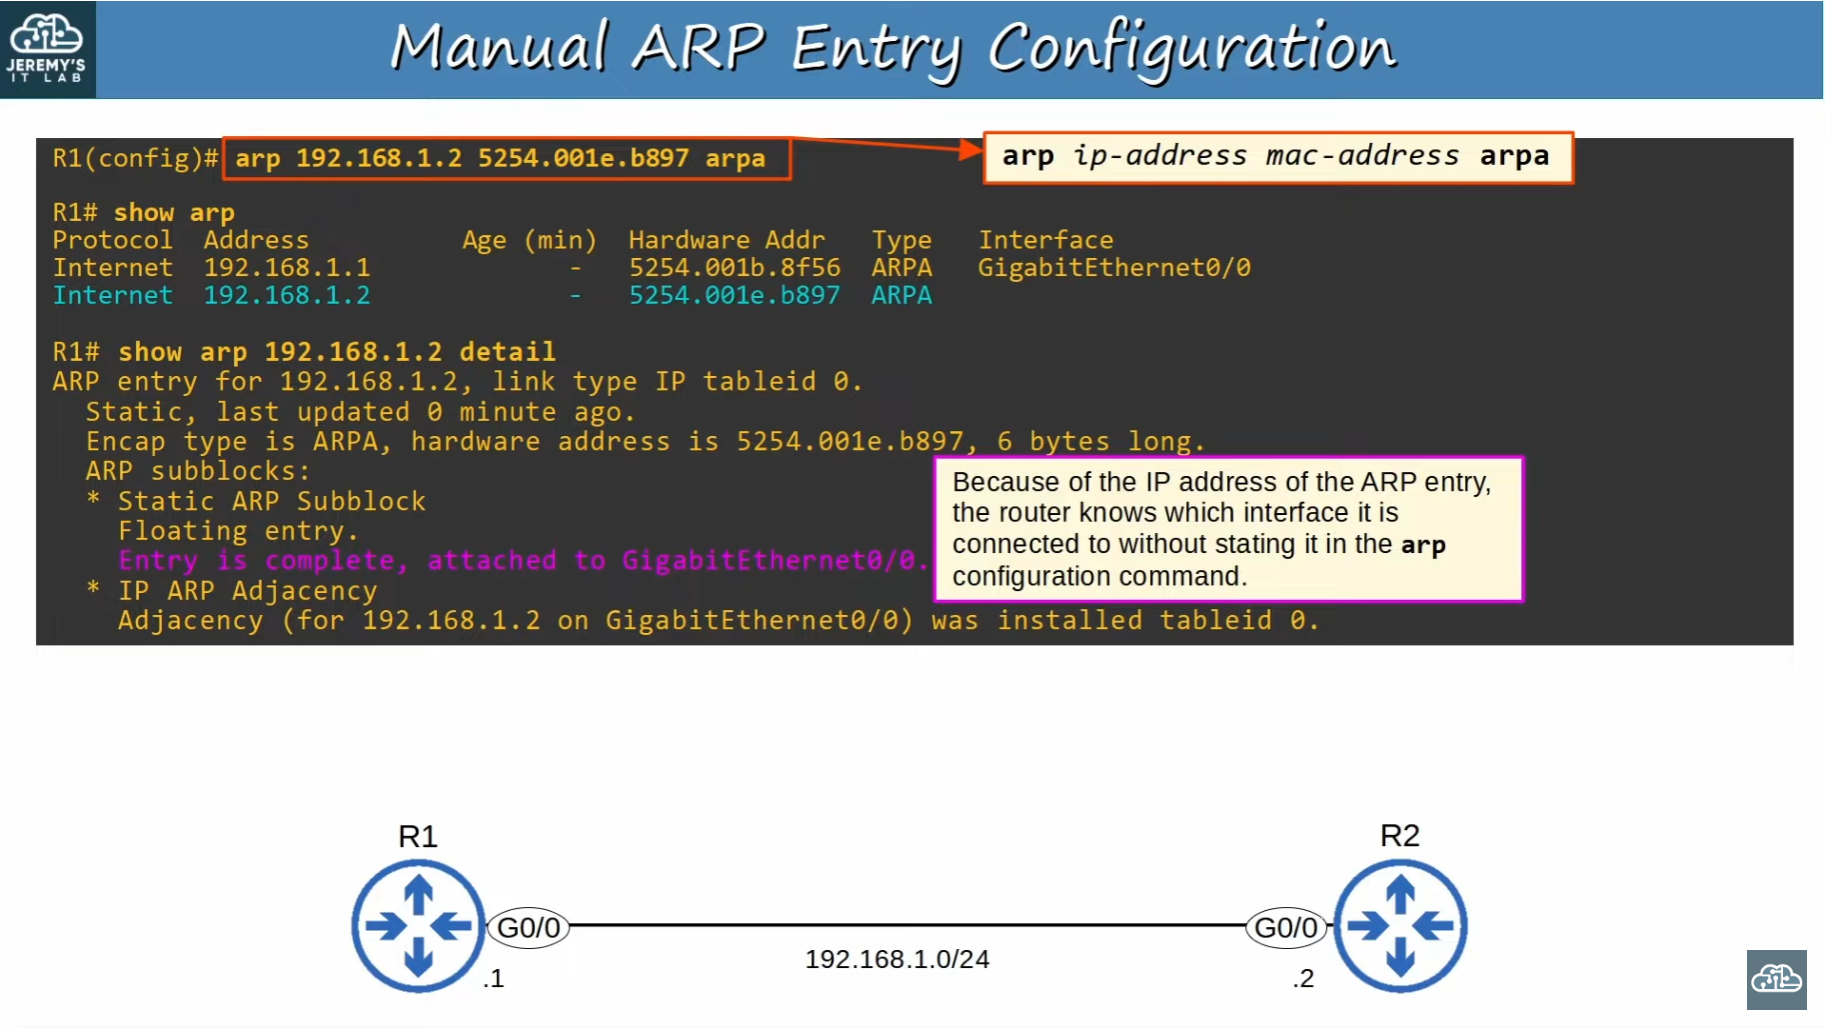 JEREMY'S
IT LAB
Manual ARP Entry Configuration
R1(config)# arp 192.168.1.2 5254.001e.b897 arpa
arp ip-address mac-address arpa
R1# show arp
Protocol Address Age (min) Hardware Addr Type Interface
Internet 192.168.1.1 - 5254.001b.8f56 ARPA GigabitEthernet0/0
Internet 192.168.1.2 - 5254.001e.b897 ARPA
R1# show arp 192.168.1.2 detail
ARP entry for 192.168.1.2, link type IP tableid 0.
Static, last updated 0 minute ago.
Encap type is ARPA, hardware address is 5254.001e.b897, 6 bytes long.
ARP subblocks:
* Static ARP Subblock
Floating entry.
Entry is complete, attached to GigabitEthernet0/0.
* IP ARP Adjacency
Adjacency (for 192.168.1.2 on GigabitEthernet0/0) was installed tableid 0.
Because of the IP address of the ARP entry,
the router knows which interface it is
connected to without stating it in the arp
configuration command.
R1
R2
G0/0
G0/0
192.168.1.0/24
.1
.2